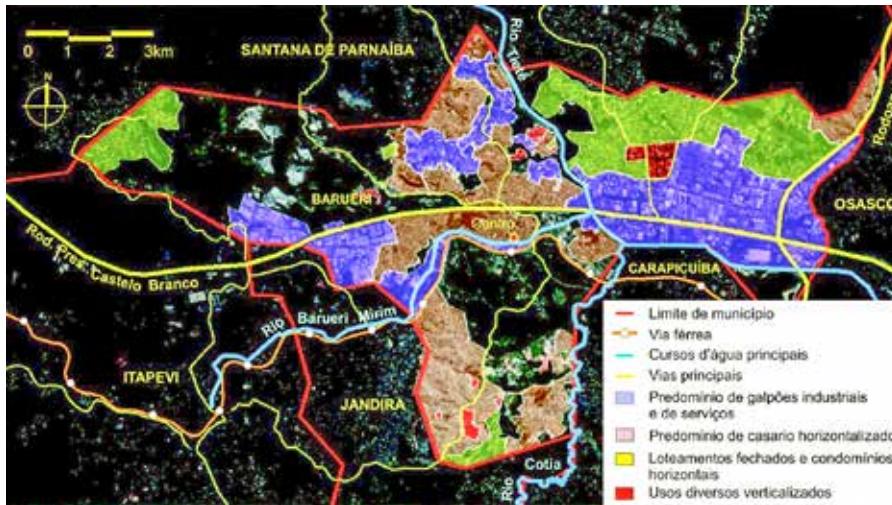 0 1 2 3km
SANTANA DE PARNAÍBA
Rio Tietê
N
Rodo
OSASCO
BARUERI
Centro
Rod. Pres. Castelo Branco
CARAPICUÍBA
Rio Barueri Mirim
ITAPEVI
JANDIRA
Rio Cotia
Limite de município
Via férrea
Cursos d'água principais
Vias principais
Predomínio de galpões industriais
e de serviços
Predomínio de casario horizontalizado
Loteamentos fechados e condomínios
horizontais
Usos diversos verticalizados